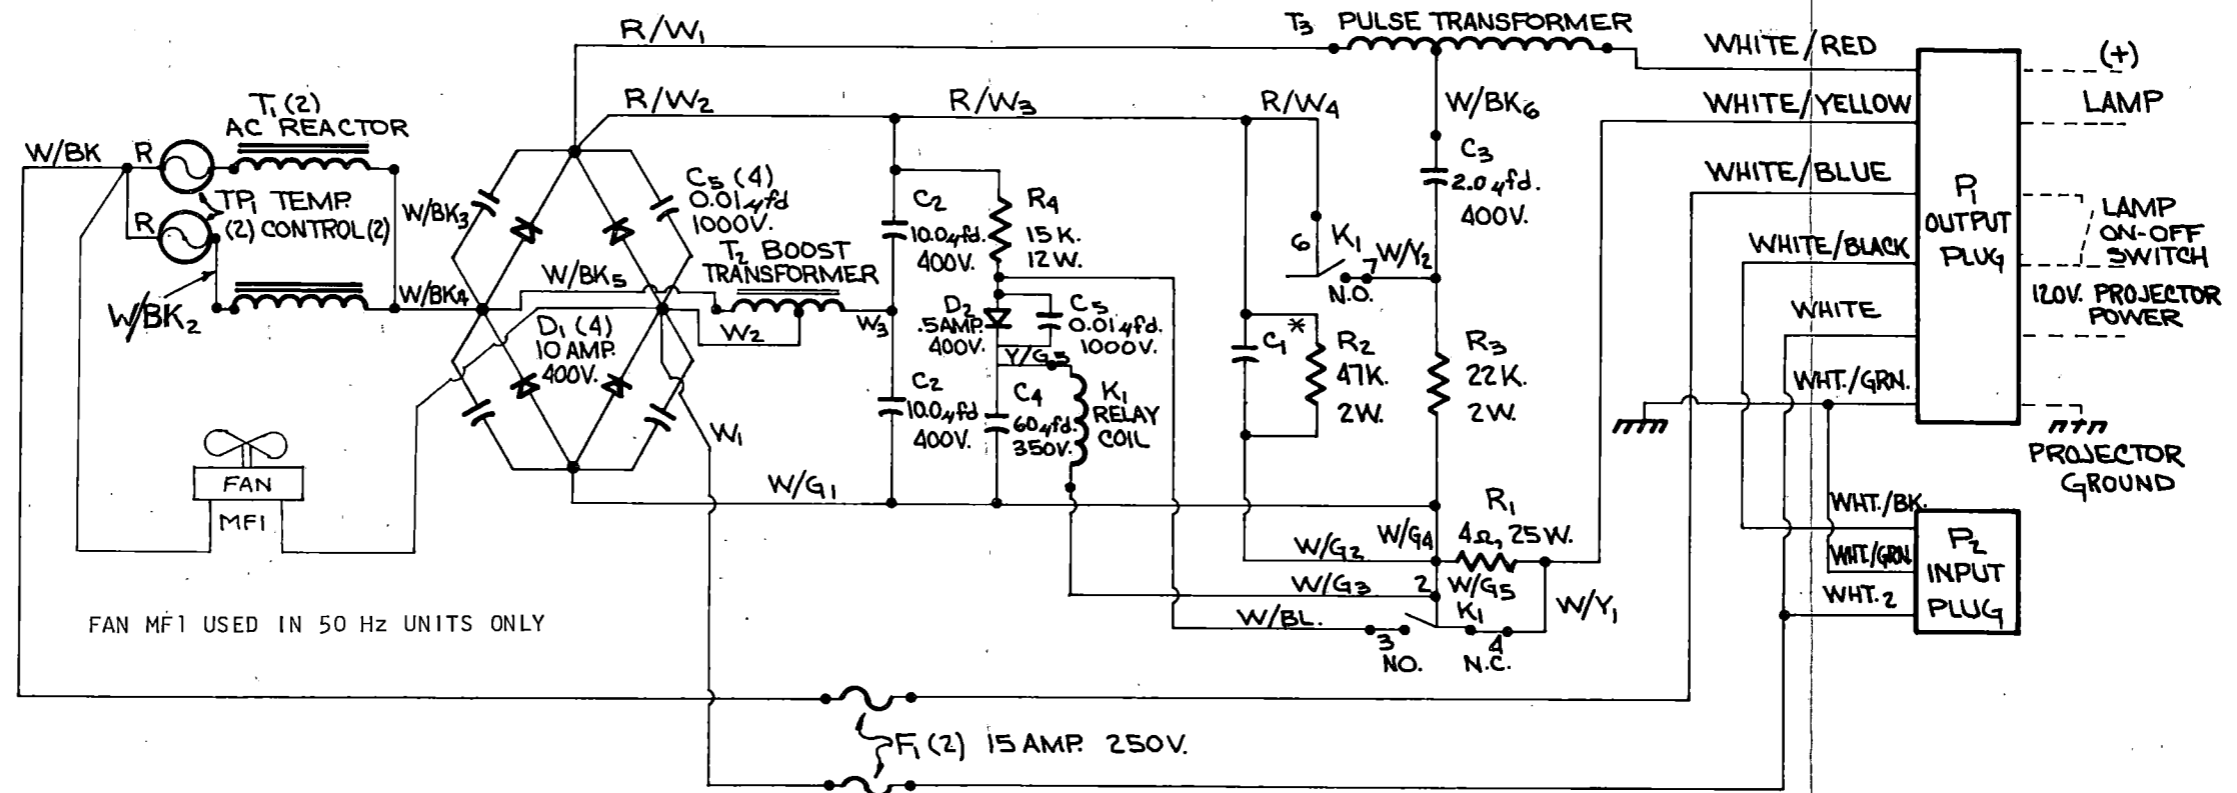 T3 PULSE TRANSFORMER
R/W1
WHITE/RED
(+)
T1 (2)
AC REACTOR
R/W2
R/W3
R/W4
W/BK6
WHITE/YELLOW
LAMP
W/BK
R
TP1 TEMP.
(2) CONTROL (2)
R
W/BK2
W/BK3
W/BK4
C5 (4)
0.01 μfd
1000V.
T2 BOOST
TRANSFORMER
W/BK5
W2
W3
D1 (4)
10 AMP.
400V.
C2
10.0 μfd.
400V.
R4
15 K.
12 W.
C3
2.0 μfd.
400V.
WHITE/BLUE
P1
OUTPUT
PLUG
LAMP
ON-OFF
SWITCH
6
K1
7
W/Y2
N.O.
WHITE/BLACK
120V. PROJECTOR
POWER
D2
.5AMP.
400V.
C5
0.01 μfd.
1000V.
Y/G3
C1 *
R2
47K.
2W.
R3
22K.
2W.
WHITE
WHT./GRN.
C2
10.0 μfd
400V.
C4
60 μfd.
350V.
K1
RELAY
COIL
PROJECTOR
GROUND
W1
W/G1
FAN
MF1
R1
4Ω, 25W.
W/G4
W/G2
W/G3
2
W/G5
K1
W/Y1
W/BL.
3
NO.
4
N.C.
WHT./BK.
WHT./GRN.
WHT.2
P2
INPUT
PLUG
FAN MF1 USED IN 50 Hz UNITS ONLY
F1 (2) 15 AMP. 250V.